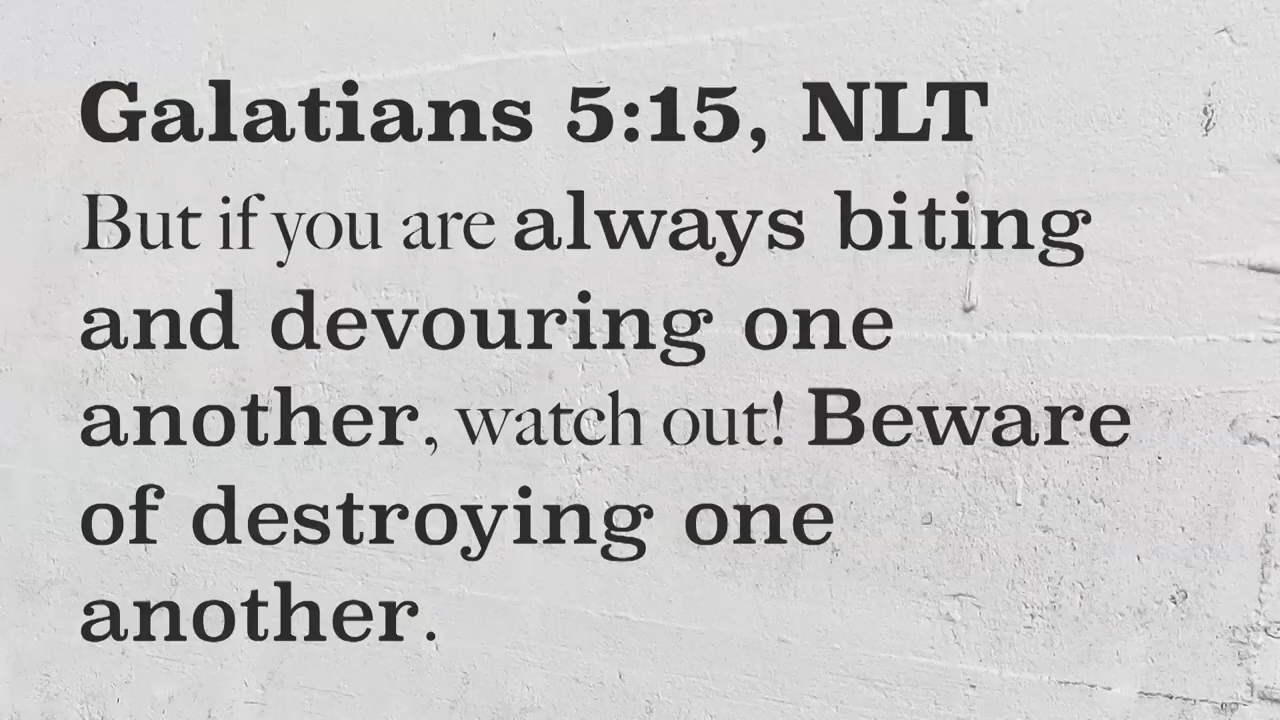 Galatians 5:15, NLT
But if you are always biting
and devouring one
another, watch out! Beware
of destroying one
another.